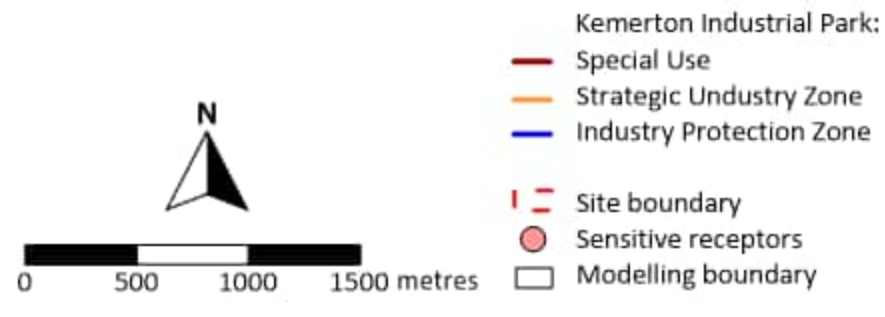 Kemerton Industrial Park:
Special Use
Strategic Undustry Zone
Industry Protection Zone
N
Site boundary
Sensitive receptors
Modelling boundary
0 500 1000 1500 metres